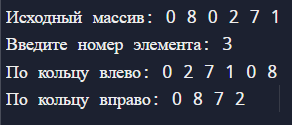 Исходный массив: 0 8 0 2 7 1
Введите номер элемента: 3
По кольцу влево: 0 2 7 1 0 8
По кольцу вправо: 0 8 7 2